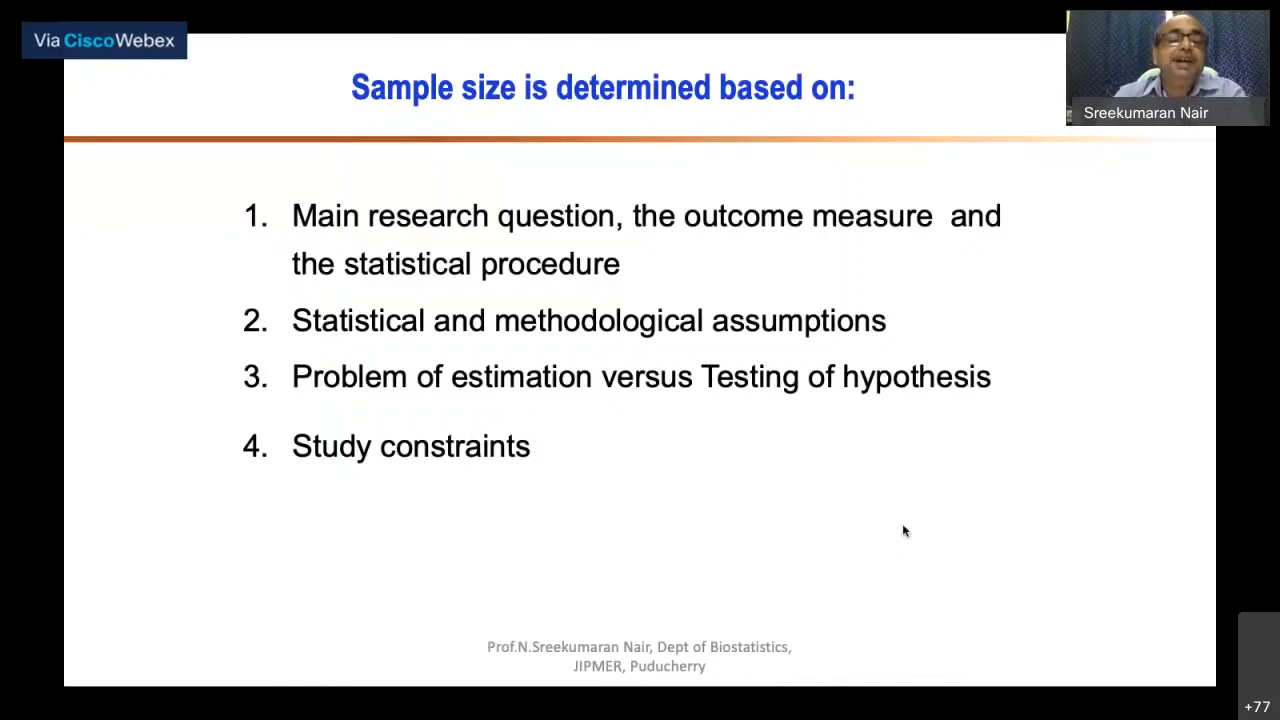 Via CiscoWebex
Sample size is determined based on:
Sreekumaran Nair
1. Main research question, the outcome measure and
the statistical procedure
2. Statistical and methodological assumptions
3. Problem of estimation versus Testing of hypothesis
4. Study constraints
Prof.N.Sreekumaran Nair, Dept of Biostatistics,
JIPMER, Puducherry
+77